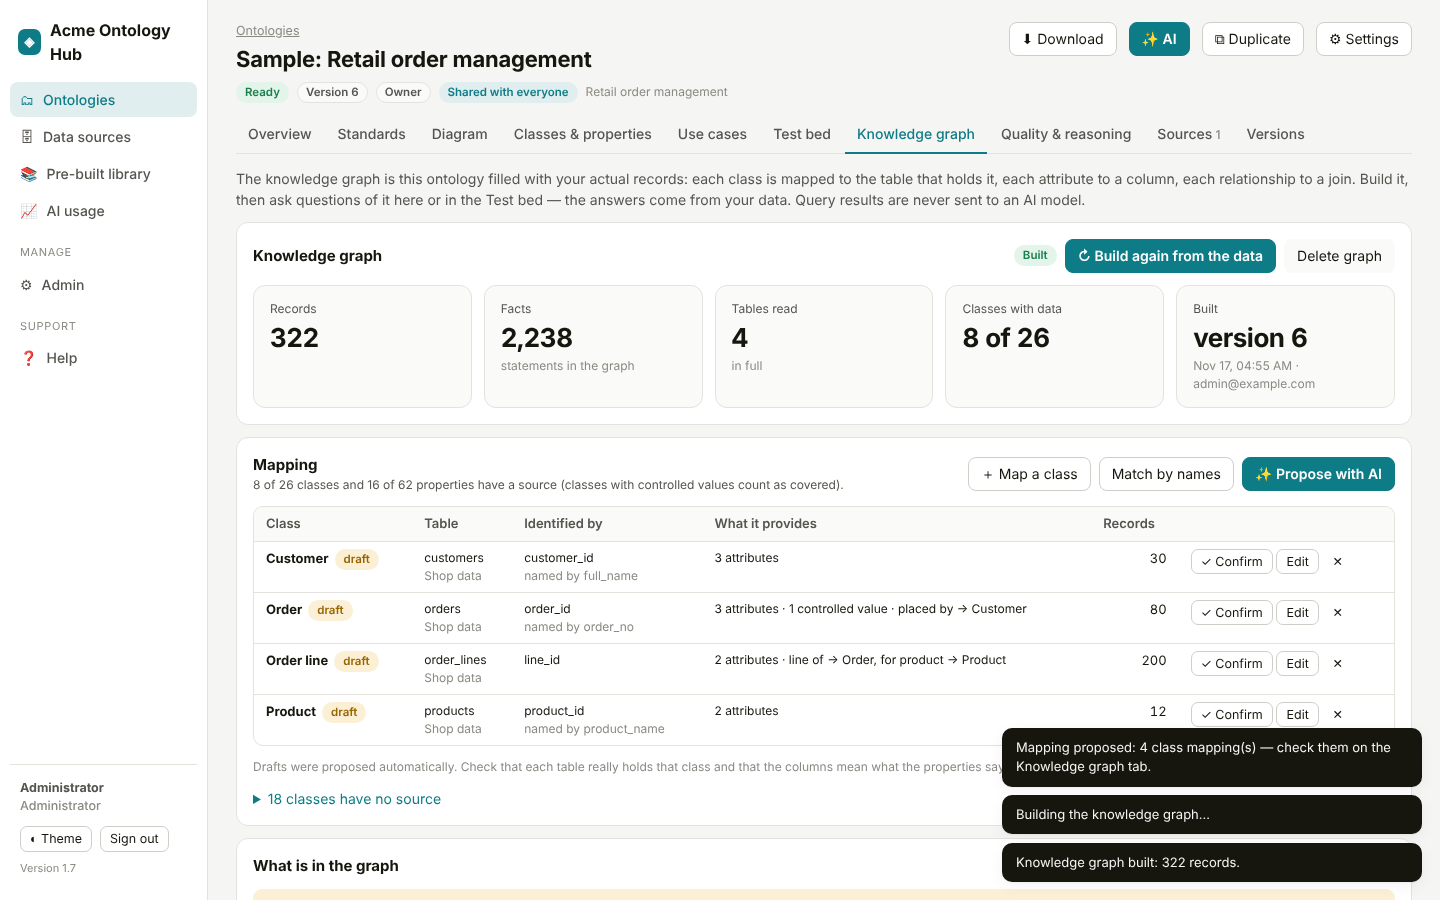 Acme Ontology Hub
Ontologies
Data sources
Pre-built library
AI usage
MANAGE
Admin
SUPPORT
Help
Administrator
Administrator
Theme
Sign out
Version 1.7
Ontologies
Sample: Retail order management
Ready
Version 6
Owner
Shared with everyone
Retail order management
Download
AI
Duplicate
Settings
Overview
Standards
Diagram
Classes & properties
Use cases
Test bed
Knowledge graph
Quality & reasoning
Sources 1
Versions
The knowledge graph is this ontology filled with your actual records: each class is mapped to the table that holds it, each attribute to a column, each relationship to a join. Build it,
then ask questions of it here or in the Test bed — the answers come from your data. Query results are never sent to an AI model.
Knowledge graph
Built
↻ Build again from the data
Delete graph
Records
322
Facts
2,238
statements in the graph
Tables read
4
in full
Classes with data
8 of 26
Built
version 6
Nov 17, 04:55 AM ·
admin@example.com
Mapping
8 of 26 classes and 16 of 62 properties have a source (classes with controlled values count as covered).
+ Map a class
Match by names
Propose with AI
Class Table Identified by What it provides Records
Customer draft customers customer_id 3 attributes 30 ✓ Confirm Edit ✕
Shop data named by full_name
Order draft orders order_id 3 attributes · 1 controlled value · placed by → Customer 80 ✓ Confirm Edit ✕
Shop data named by order_no
Order line draft order_lines line_id 2 attributes · line of → Order, for product → Product 200 ✓ Confirm Edit ✕
Shop data
Product draft products product_id 2 attributes 12 ✓ Confirm Edit ✕
Shop data named by product_name
Drafts were proposed automatically. Check that each table really holds that class and that the columns mean what the properties say
18 classes have no source
What is in the graph
Mapping proposed: 4 class mapping(s) — check them on the
Knowledge graph tab.
Building the knowledge graph…
Knowledge graph built: 322 records.